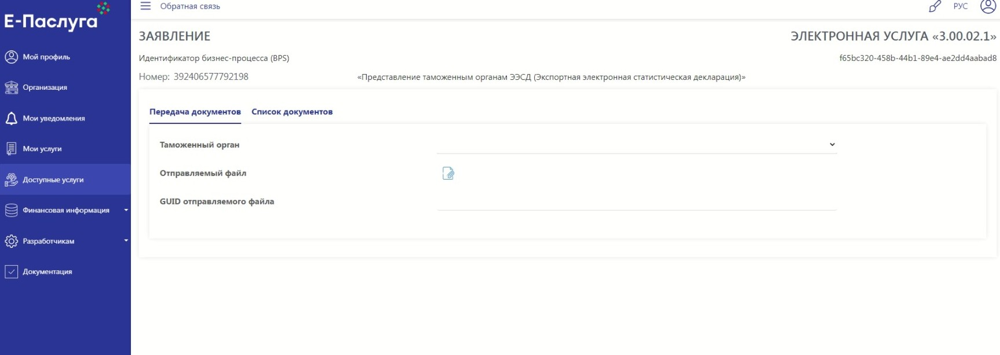 Е-Паслуга
Мой профиль
Организация
Мои уведомления
Мои услуги
Доступные услуги
Финансовая информация
Разработчикам
Документация
Обратная связь
РУС
ЗАЯВЛЕНИЕ
ЭЛЕКТРОННАЯ УСЛУГА «3.00.02.1»
Идентификатор бизнес-процесса (BPS)
f65bc320-458b-44b1-89e4-ae2dd4aabad8
Номер: 392406577792198
«Представление таможенным органам ЭЭСД (Экспортная электронная статистическая декларация)»
Передача документов
Список документов
Таможенный орган
Отправляемый файл
GUID отправляемого файла